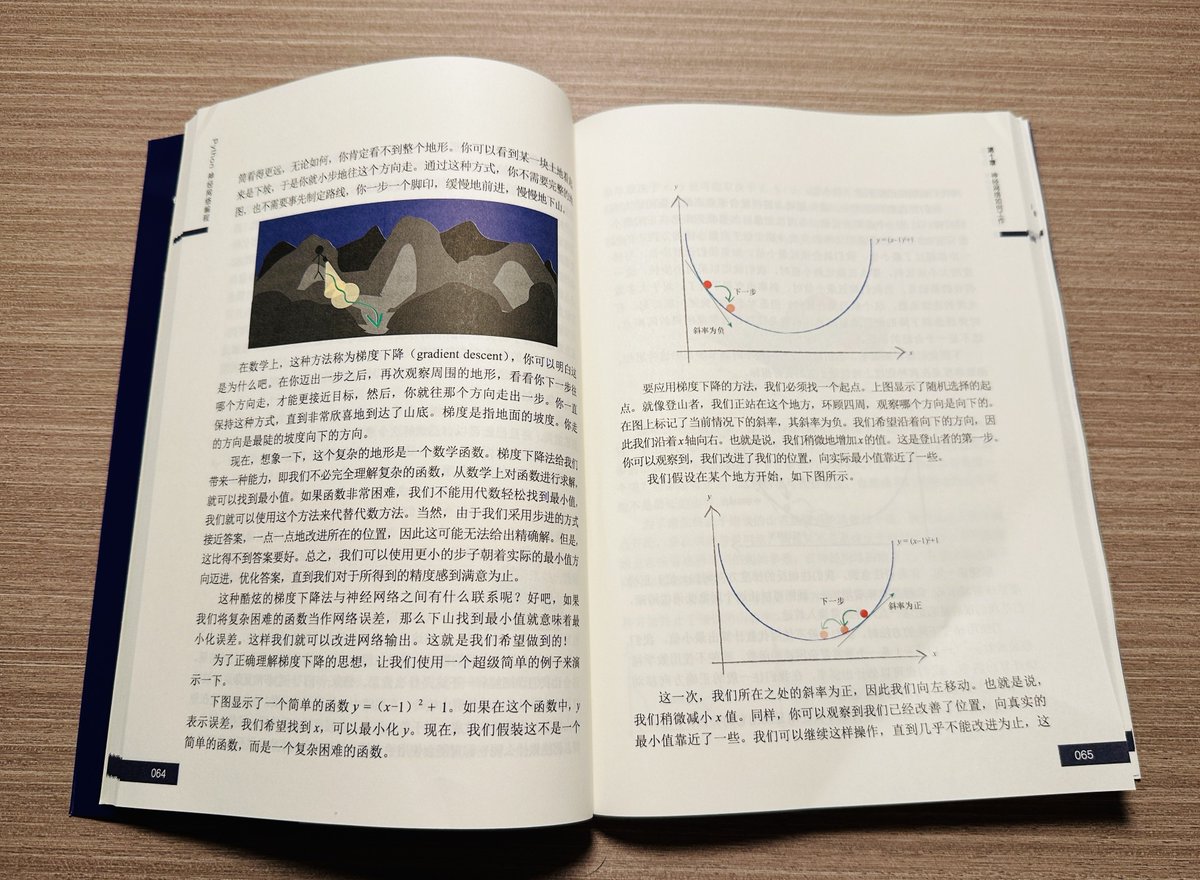 Python 神经网络编程
筒看得更远，无论如何，你肯定看不到整个地形。你可以看到某一块土地看起
来是下坡，于是你就小步地往这个方向走。通过这种方式，你不需要完整的地
图，也不需要事先制定路线，你一步一个脚印，缓慢地前进，慢慢地下山。
在数学上，这种方法称为梯度下降（gradient descent），你可以明白这
是为什么吧。在你迈出一步之后，再次观察周围的地形，看看你下一步往
哪个方向走，才能更接近目标，然后，你就往那个方向走出一步。你一直
保持这种方式，直到非常欣喜地到达了山底。梯度是指地面的坡度。你走
的方向是最陡的坡度向下的方向。
现在，想象一下，这个复杂的地形是一个数学函数。梯度下降法给我们
带来一种能力，即我们不必完全理解复杂的函数，从数学上对函数进行求解，
就可以找到最小值。如果函数非常困难，我们不能用代数轻松找到最小值，
我们就可以使用这个方法来代替代数方法。当然，由于我们采用步进的方式
接近答案，一点一点地改进所在的位置，因此这可能无法给出精确解。但是，
这比得不到答案要好。总之，我们可以使用更小的步子朝着实际的最小值方
向迈进，优化答案，直到我们对于所得到的精度感到满意为止。
这种酷炫的梯度下降法与神经网络之间有什么联系呢？好吧，如果
我们将复杂困难的函数当作网络误差，那么下山找到最小值就意味着最
小化误差。这样我们就可以改进网络输出。这就是我们希望做到的！
为了正确理解梯度下降的思想，让我们使用一个超级简单的例子来演
示一下。
下图显示了一个简单的函数 y = (x-1) ² + 1。如果在这个函数中，y
表示误差，我们希望找到 x，可以最小化 y。现在，我们假装这不是一个
简单的函数，而是一个复杂困难的函数。
064
第 1 章 神经网络如何工作
y
y = (x-1)²+1
下一步
斜率为负
x
要应用梯度下降的方法，我们必须找一个起点。上图显示了随机选择的起
点。就像登山者，我们正站在这个地方，环顾四周，观察哪个方向是向下的。
在图上标记了当前情况下的斜率，其斜率为负。我们希望沿着向下的方向，因
此我们沿着 x 轴向右。也就是说，我们稍微地增加 x 的值。这是登山者的第一步。
你可以观察到，我们改进了我们的位置，向实际最小值靠近了一些。
我们假设在某个地方开始，如下图所示。
y
y = (x-1)²+1
下一步
斜率为正
x
这一次，我们所在之处的斜率为正，因此我们向左移动。也就是说，
我们稍微减小 x 值。同样，你可以观察到我们已经改善了位置，向真实的
最小值靠近了一些。我们可以继续这样操作，直到几乎不能改进为止，这
065